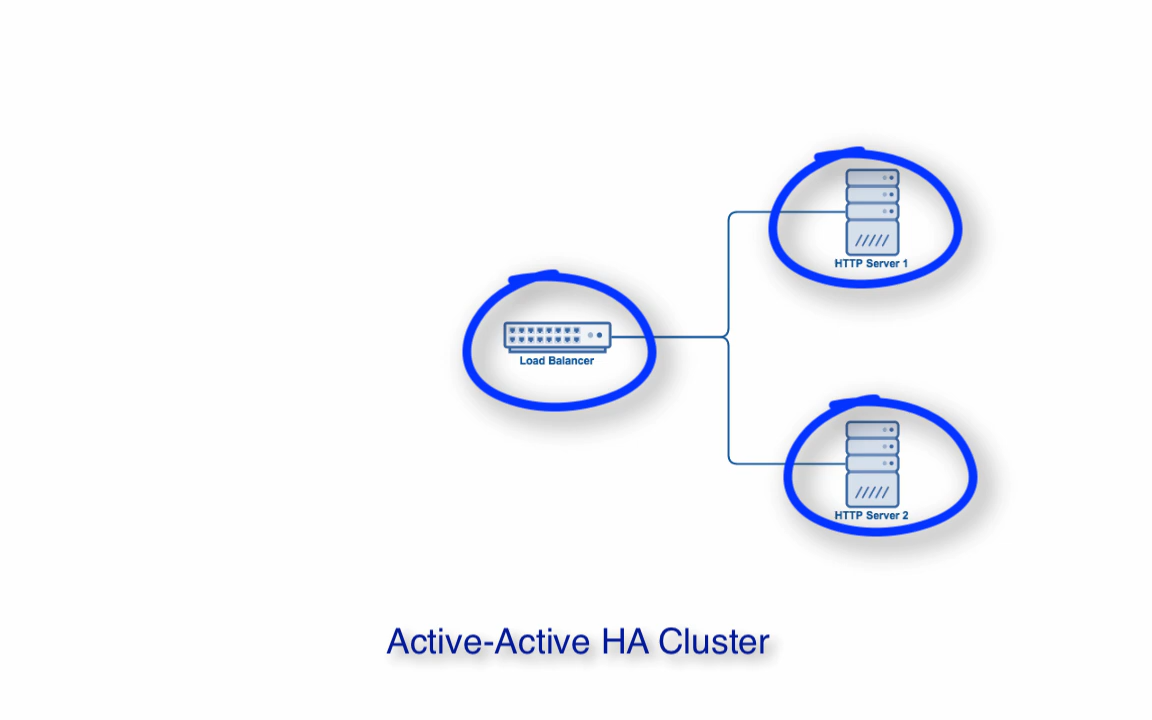 HTTP Server 1
Load Balancer
HTTP Server 2
Active-Active HA Cluster